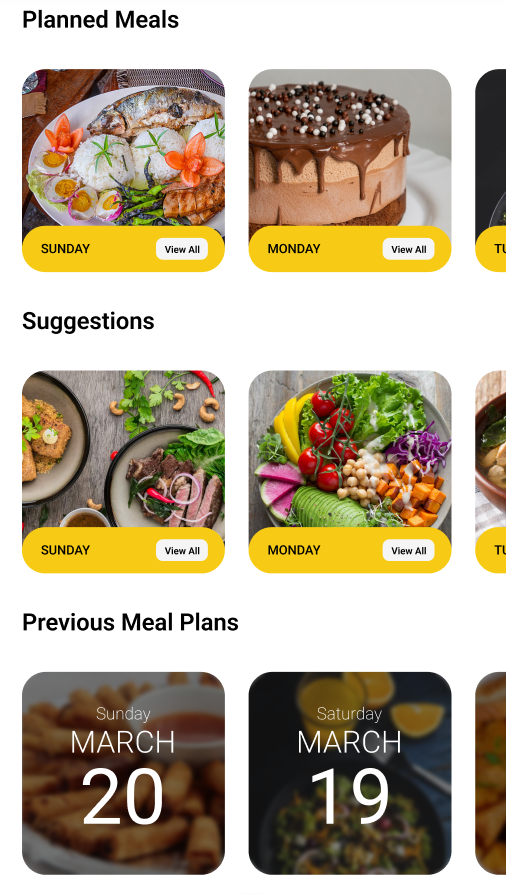 Planned Meals
SUNDAY View All MONDAY View All TU
Suggestions
SUNDAY View All MONDAY View All TU
Previous Meal Plans
Sunday
MARCH
20
Saturday
MARCH
19